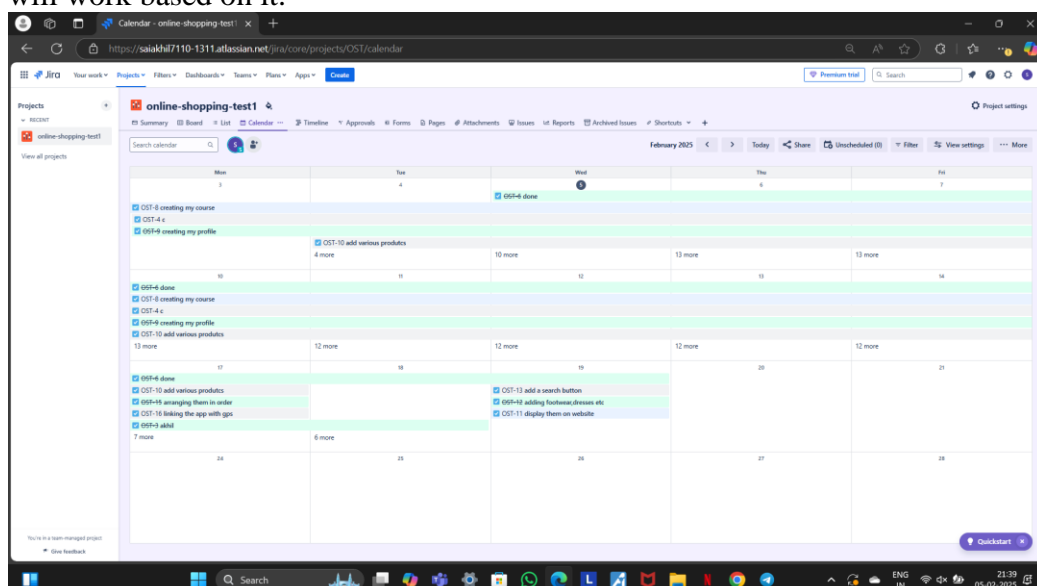 will work based on it.
Calendar - online-shopping-test1
https://saiakhil7110-1311.atlassian.net/jira/core/projects/OST/calendar
Jira Your work Projects Filters Dashboards Teams Plans Apps Create Premium trial Search
Projects
RECENT
online-shopping-test1
View all projects
online-shopping-test1 Project settings
Summary Board List Calendar Timeline Approvals Forms Pages Attachments Issues Reports Archived Issues Shortcuts
Search calendar S February 2025 Today Share Unscheduled (0) Filter View settings More
Mon Tue Wed Thu Fri
3 4 5 6 7
OST-6 done
OST-8 creating my course
OST-4 c
OST-9 creating my profile
OST-10 add various produtcs
4 more 10 more 13 more 13 more
10 11 12 13 14
OST-6 done
OST-8 creating my course
OST-4 c
OST-9 creating my profile
OST-10 add various produtcs
13 more 12 more 12 more 12 more 12 more
17 18 19 20 21
OST-6 done
OST-10 add various produtcs OST-13 add a search button
OST-15 arranging them in order OST-12 adding footwear,dresses etc
OST-16 linking the app with gps OST-11 display them on website
OST-3 akhil
7 more 6 more
24 25 26 27 28
You're in a team-managed project
Give feedback
Quickstart
Search
ENG
IN
21:39
05-02-2025